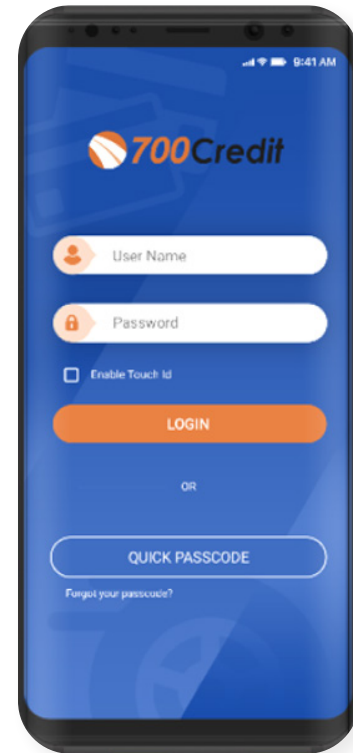 9:41 AM
700Credit
User Name
Password
Enable Touch Id
LOGIN
OR
QUICK PASSCODE
Forgot your passcode?